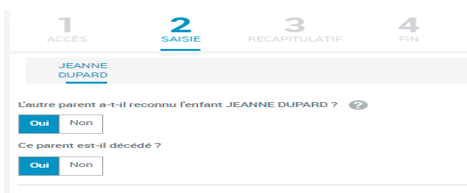 1 2 3 4
ACCÈS SAISIE RECAPITULATIF FIN
JEANNE
DUPARD
L'autre parent a-t-il reconnu l'enfant JEANNE DUPARD ? ?
Oui Non
Ce parent est-il décédé ?
Oui Non